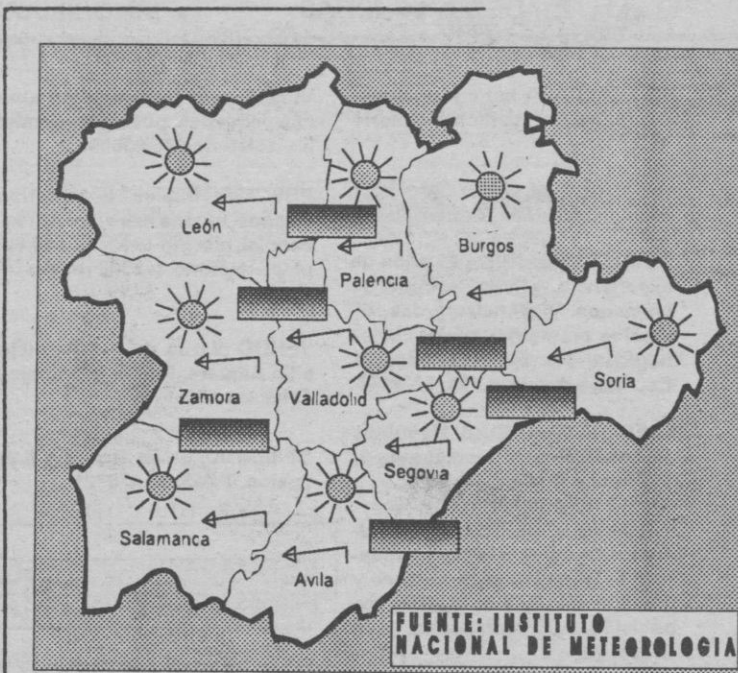 León
Palencia
Burgos
Zamora
Valladolid
Soria
Segovia
Salamanca
Avila
FUENTE: INSTITUTO
NACIONAL DE METEOROLOGIA